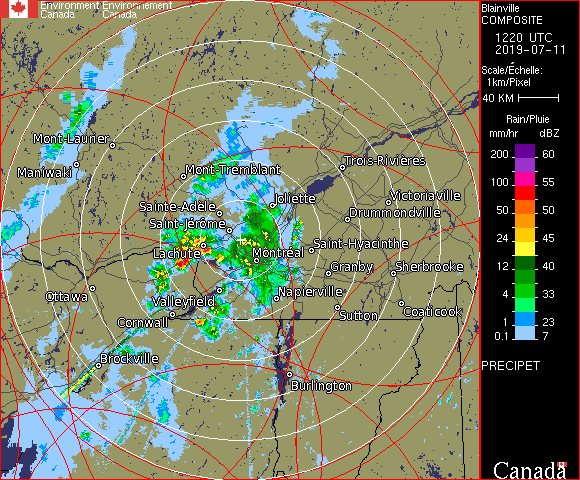 Environment Environnement
Canada Canada
Blainville
COMPOSITE
1220 UTC
2019-07-11
Scale/Échelle:
1km/Pixel
40 KM
Rain/Pluie
mm/hr dBZ
200 60
100 55
50 50
24 45
12 40
4 33
1 23
0.1 7
PRECIPET
Canada
Mont-Laurier
Maniwaki
Mont-Tremblant
Trois-Rivières
Sainte-Adèle
Joliette
Victoriaville
Drummondville
Saint-Jérôme
Lachute
Montréal
Saint-Hyacinthe
Granby
Sherbrooke
Ottawa
Valleyfield
Napierville
Cornwall
Sutton
Coaticook
Brockville
Burlington